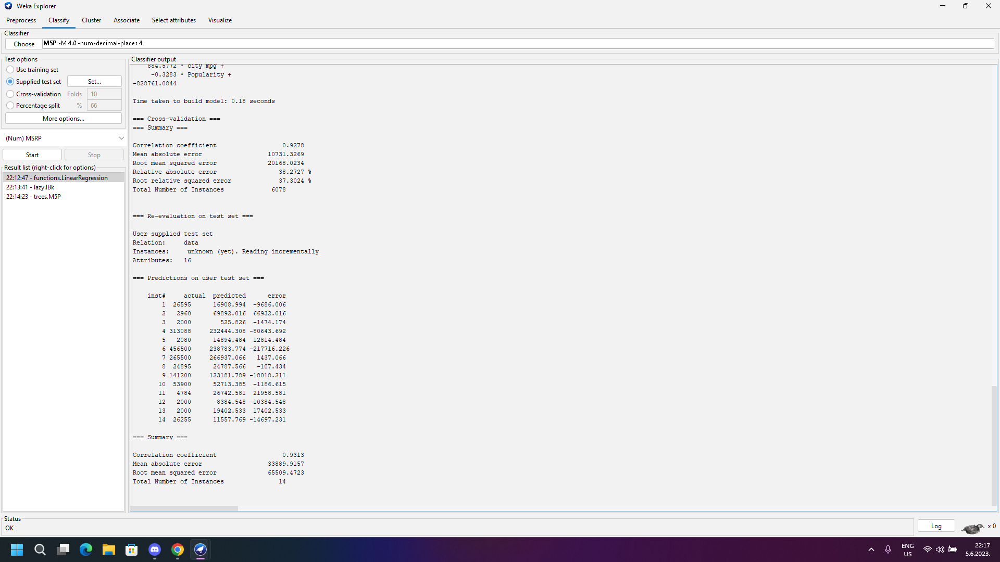 Weka Explorer
Preprocess Classify Cluster Associate Select attributes Visualize
Classifier
Choose M5P -M 4.0 -num-decimal-places 4
Test options
Use training set
Supplied test set Set...
Cross-validation Folds 10
Percentage split % 66
More options...
(Num) MSRP
Start Stop
Result list (right-click for options)
22:12:47 - functions.LinearRegression
22:13:41 - lazy.IBk
22:14:23 - trees.M5P
Classifier output
884.5772 * city mpg +
-0.3283 * Popularity +
-828761.0844
Time taken to build model: 0.18 seconds
=== Cross-validation ===
=== Summary ===
Correlation coefficient 0.9278
Mean absolute error 10731.3269
Root mean squared error 20168.0234
Relative absolute error 38.2727 %
Root relative squared error 37.3024 %
Total Number of Instances 6078
=== Re-evaluation on test set ===
User supplied test set
Relation: data
Instances: unknown (yet). Reading incrementally
Attributes: 16
=== Predictions on user test set ===
inst# actual predicted error
1 26595 16908.994 -9686.006
2 2960 69892.016 66932.016
3 2000 525.826 -1474.174
4 313088 232444.308 -80643.692
5 2080 14894.484 12814.484
6 456500 238783.774 -217716.226
7 265500 266937.066 1437.066
8 24895 24787.566 -107.434
9 141200 123181.789 -18018.211
10 53900 52713.385 -1186.615
11 4784 26742.581 21958.581
12 2000 -8384.548 -10384.548
13 2000 19402.533 17402.533
14 26255 11557.769 -14697.231
=== Summary ===
Correlation coefficient 0.9313
Mean absolute error 33889.9157
Root mean squared error 65509.4723
Total Number of Instances 14
Status
OK
Log x 0
ENG
US
22:17
5.6.2023.